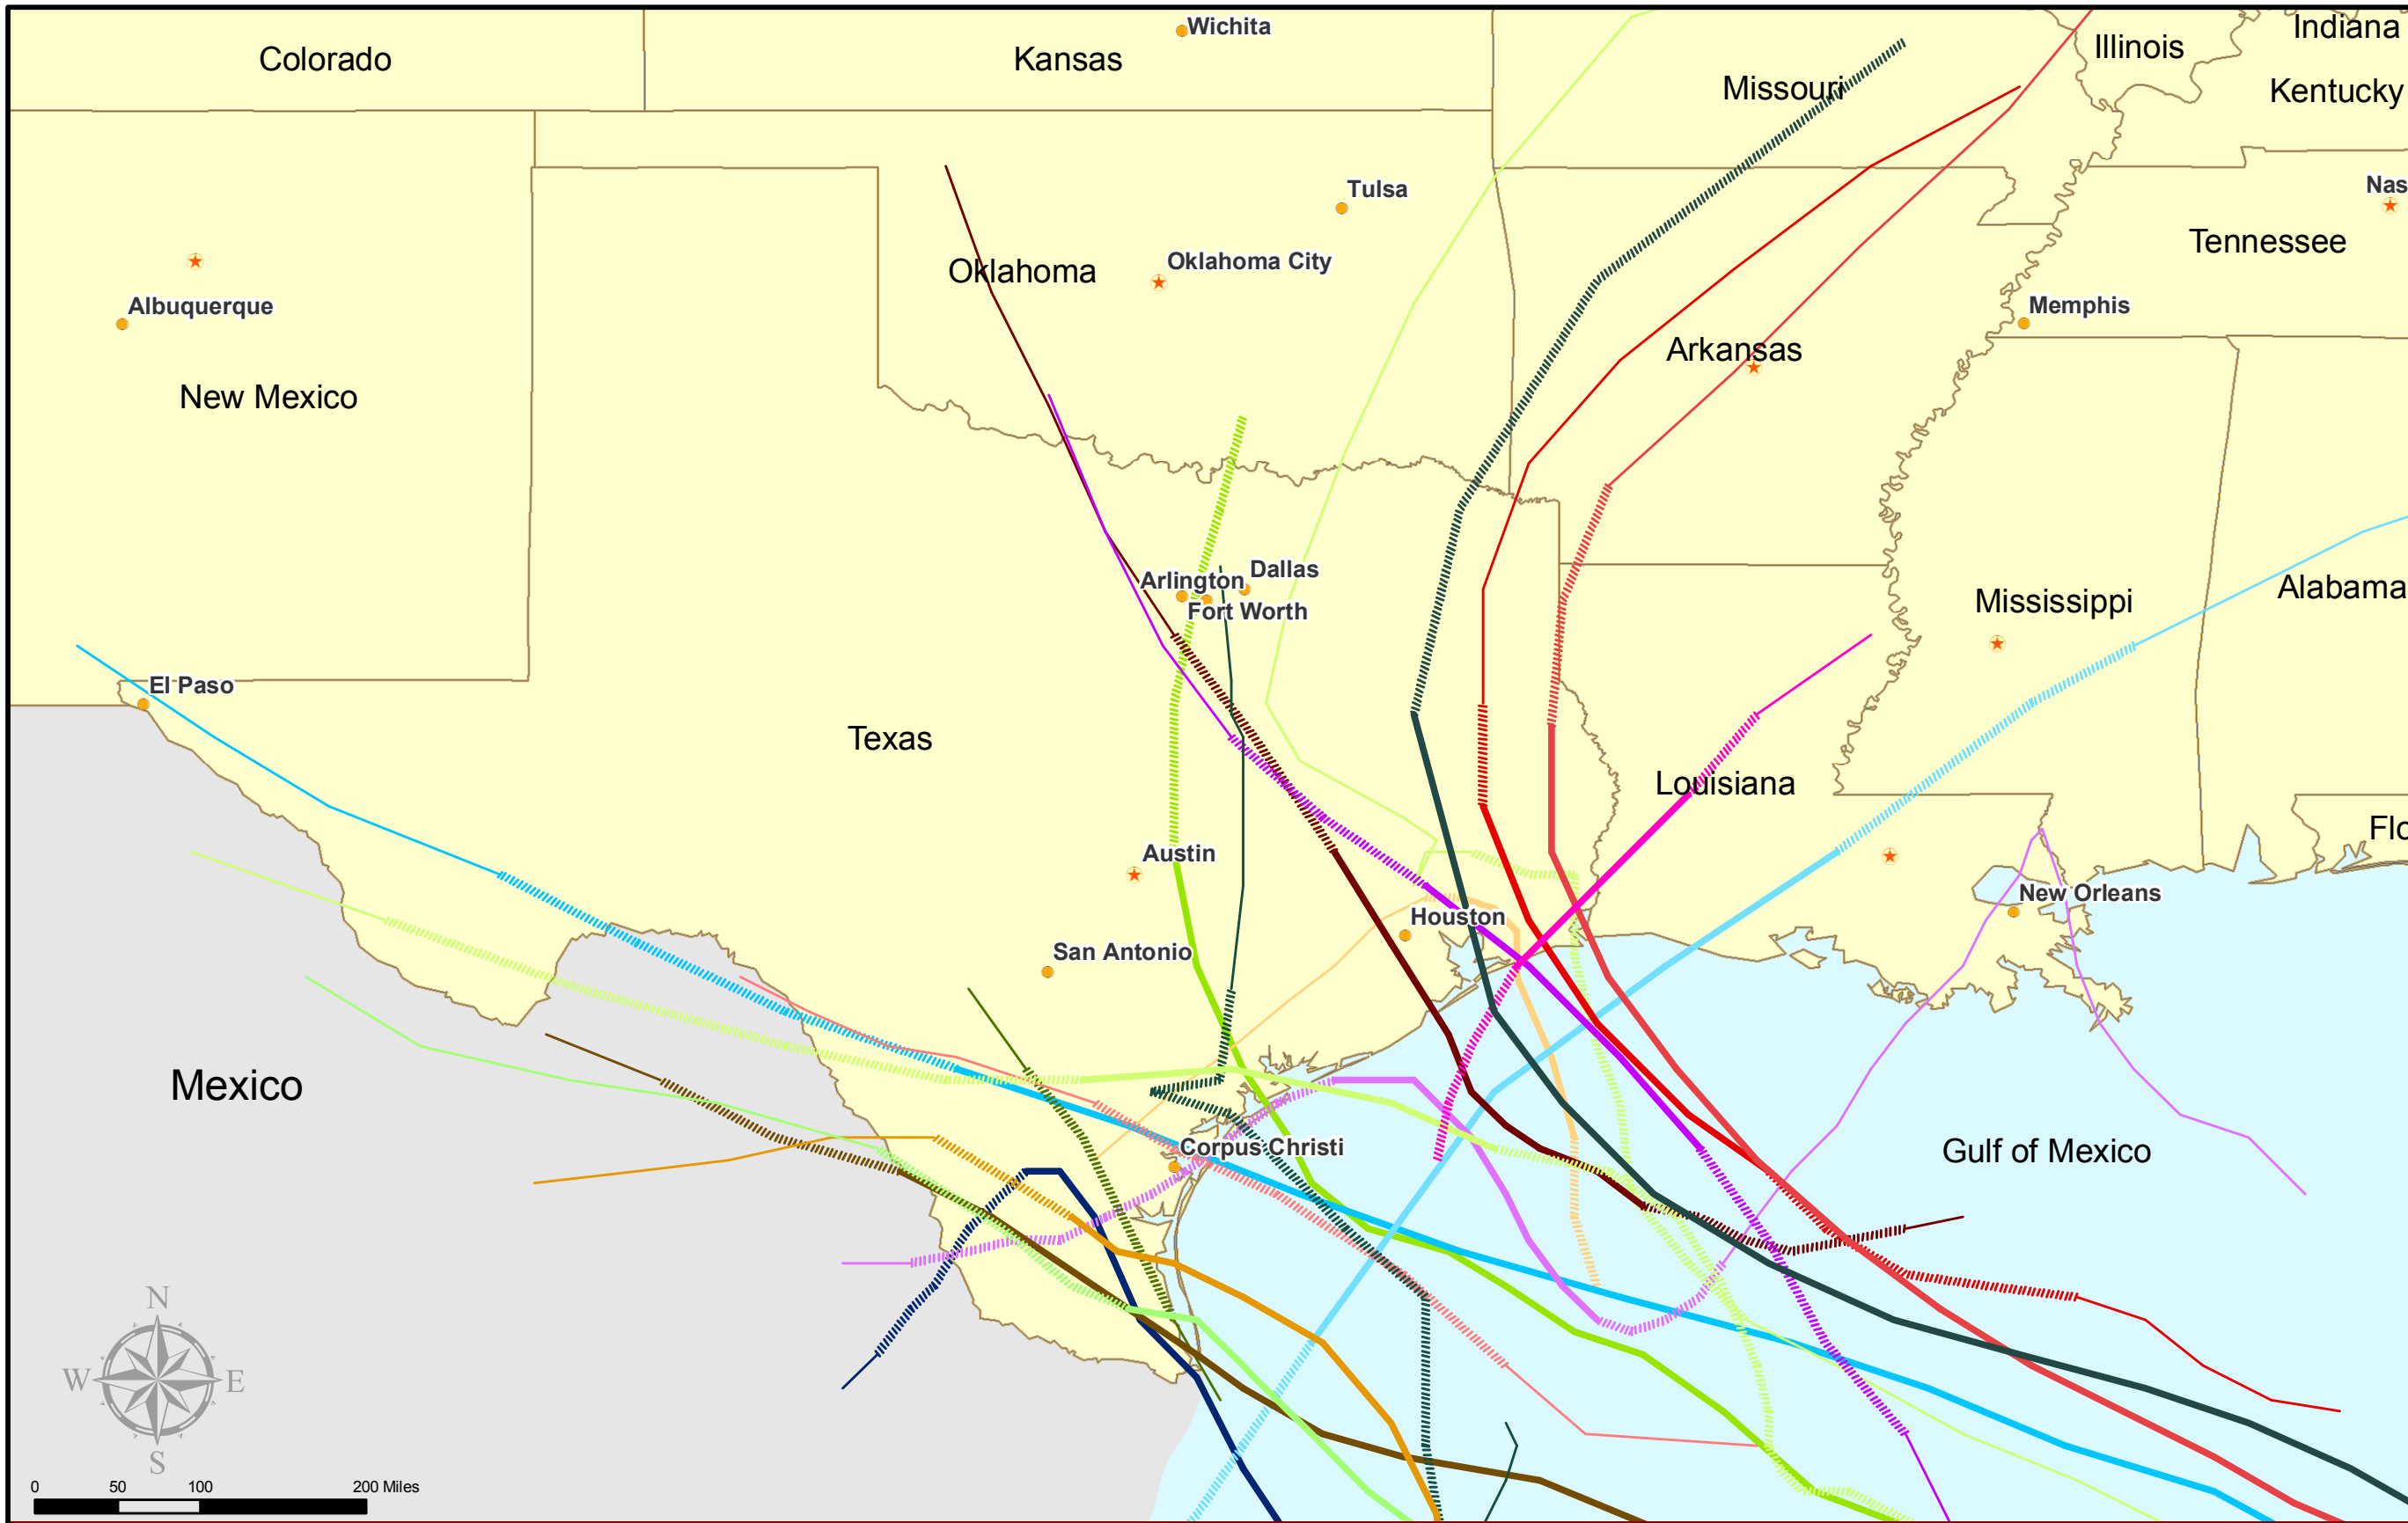 Wichita
Indiana
Illinois
Colorado
Kansas
Missouri
Kentucky
Tulsa
Nas
Tennessee
Oklahoma City
Oklahoma
Albuquerque
Memphis
Arkansas
New Mexico
Dallas
Arlington
Fort Worth
Mississippi
Alabama
El Paso
Texas
Louisiana
Flo
Austin
New Orleans
Houston
San Antonio
Mexico
Corpus Christi
Gulf of Mexico
N
W
E
S
0 50 100 200 Miles